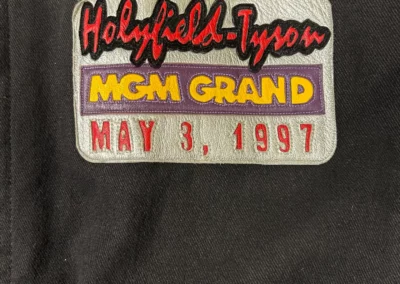 Holyfield-Tyson
MGM GRAND
MAY 3, 1997